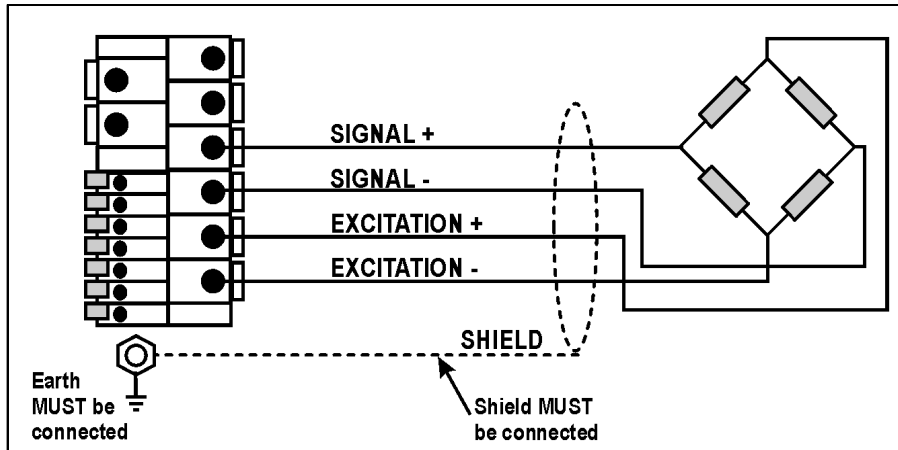 SIGNAL +
SIGNAL -
EXCITATION +
EXCITATION -
SHIELD
Earth
MUST be
connected
Shield MUST
be connected